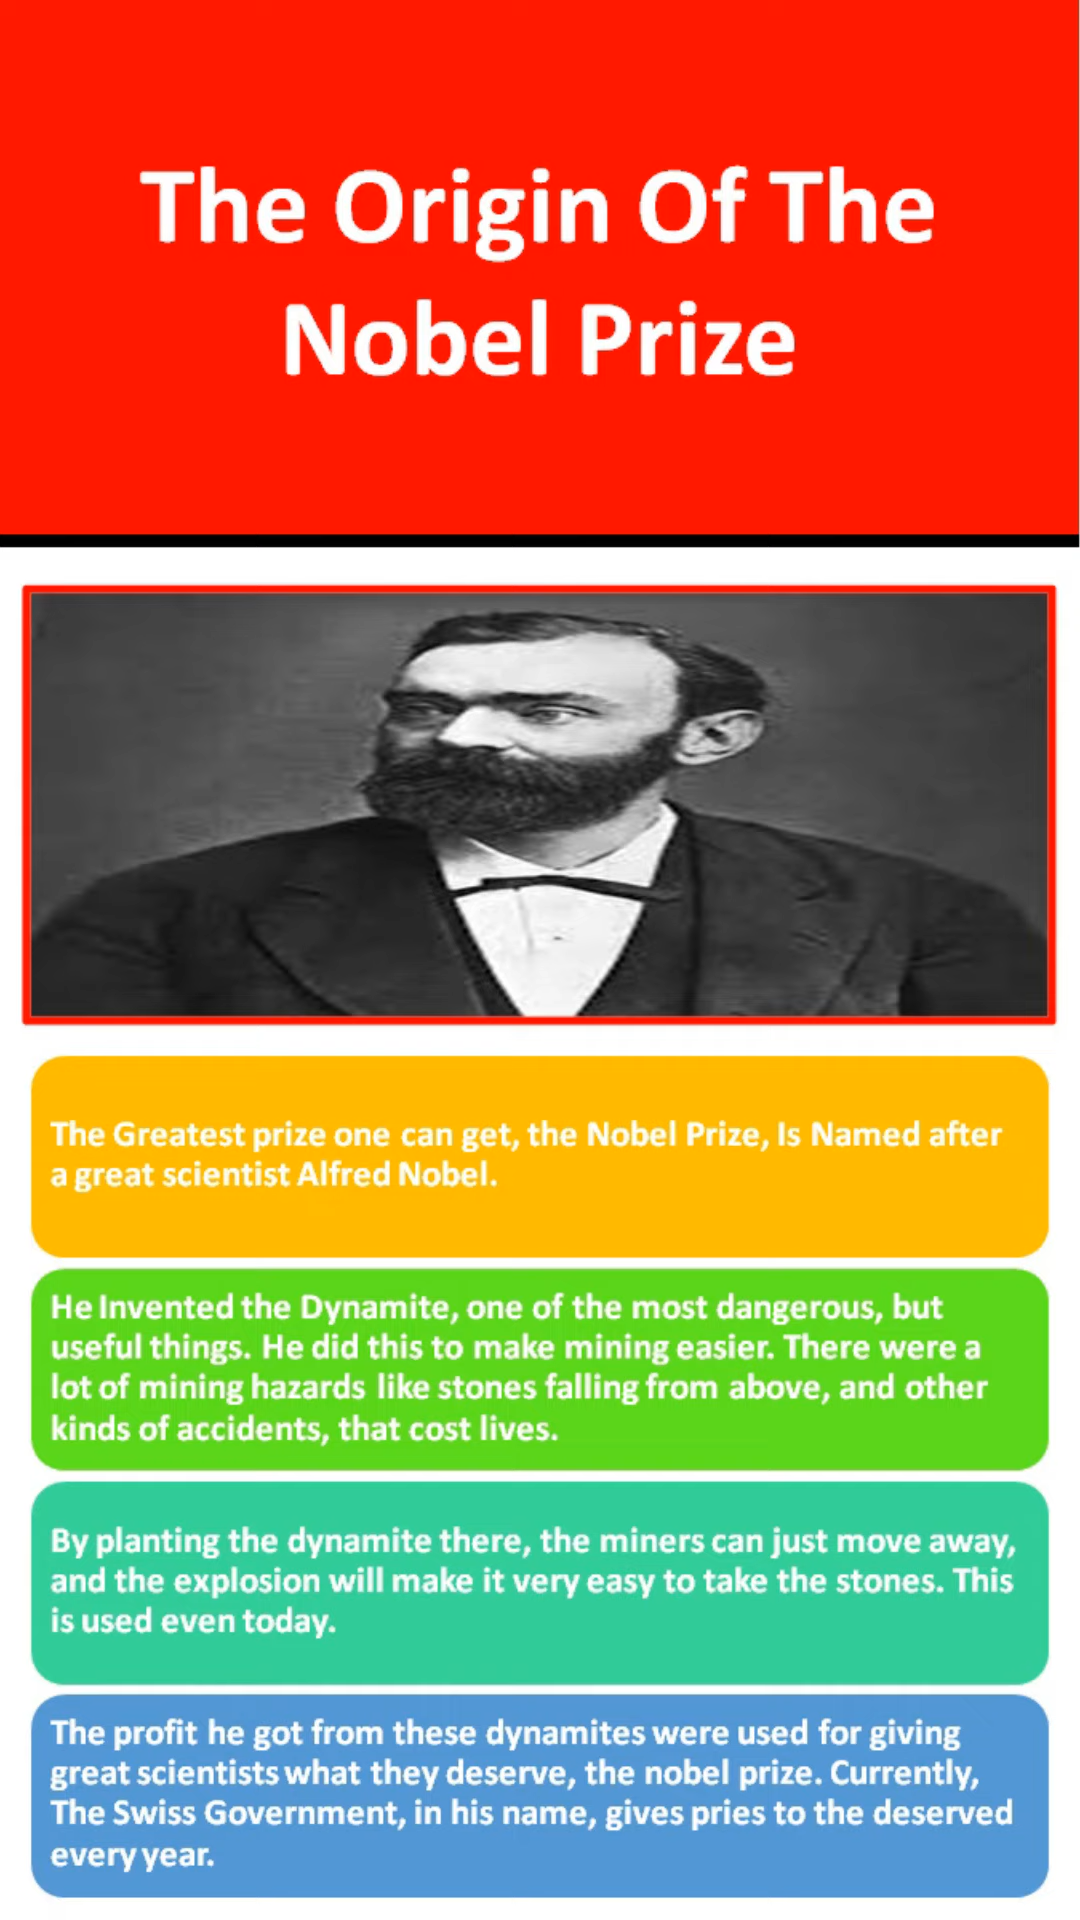 The Origin Of The
Nobel Prize
The Greatest prize one can get, the Nobel Prize, Is Named after
a great scientist Alfred Nobel.
He Invented the Dynamite, one of the most dangerous, but
useful things. He did this to make mining easier. There were a
lot of mining hazards like stones falling from above, and other
kinds of accidents, that cost lives.
By planting the dynamite there, the miners can just move away,
and the explosion will make it very easy to take the stones. This
is used even today.
The profit he got from these dynamites were used for giving
great scientists what they deserve, the nobel prize. Currently,
The Swiss Government, in his name, gives pries to the deserved
every year.